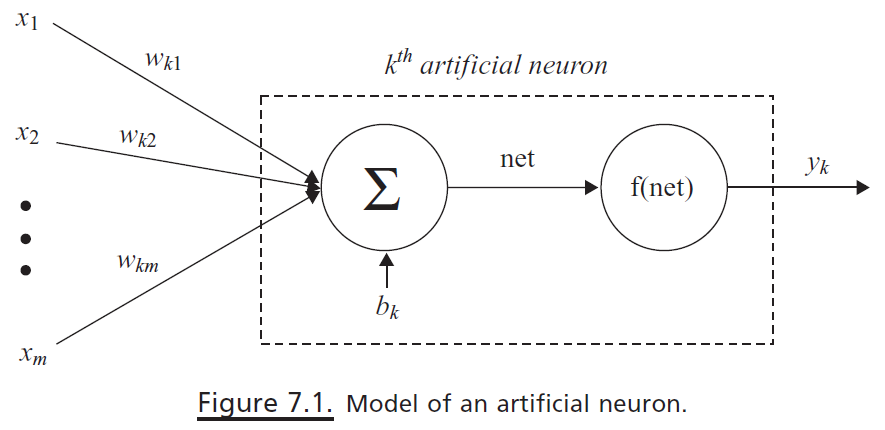 x1
wk1
kth artificial neuron
x2
wk2
net
Σ
f(net)
yk
wkm
bk
xm
Figure 7.1. Model of an artificial neuron.